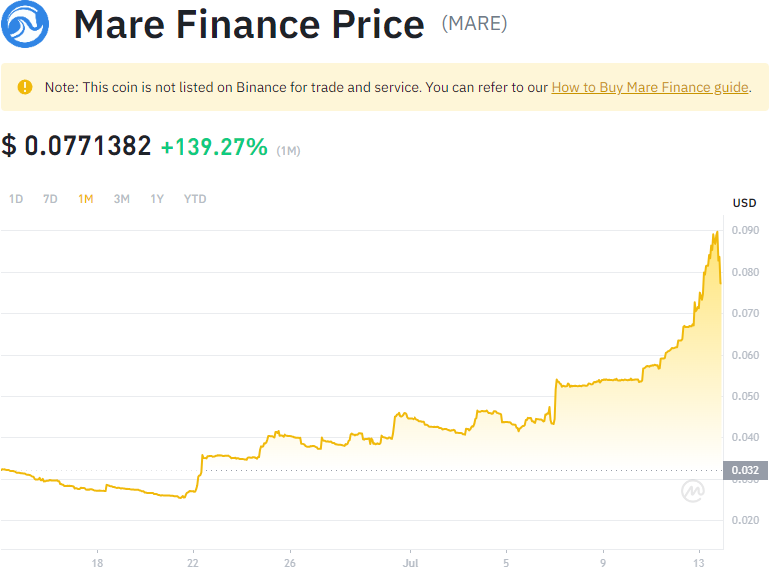 Mare Finance Price (MARE)
Note: This coin is not listed on Binance for trade and service. You can refer to our How to Buy Mare Finance guide.
$ 0.0771382 +139.27% (1M)
1D 7D 1M 3M 1Y YTD
USD
0.090
0.080
0.070
0.060
0.050
0.040
0.032
0.030
0.020
18 22 26 Jul 5 9 13